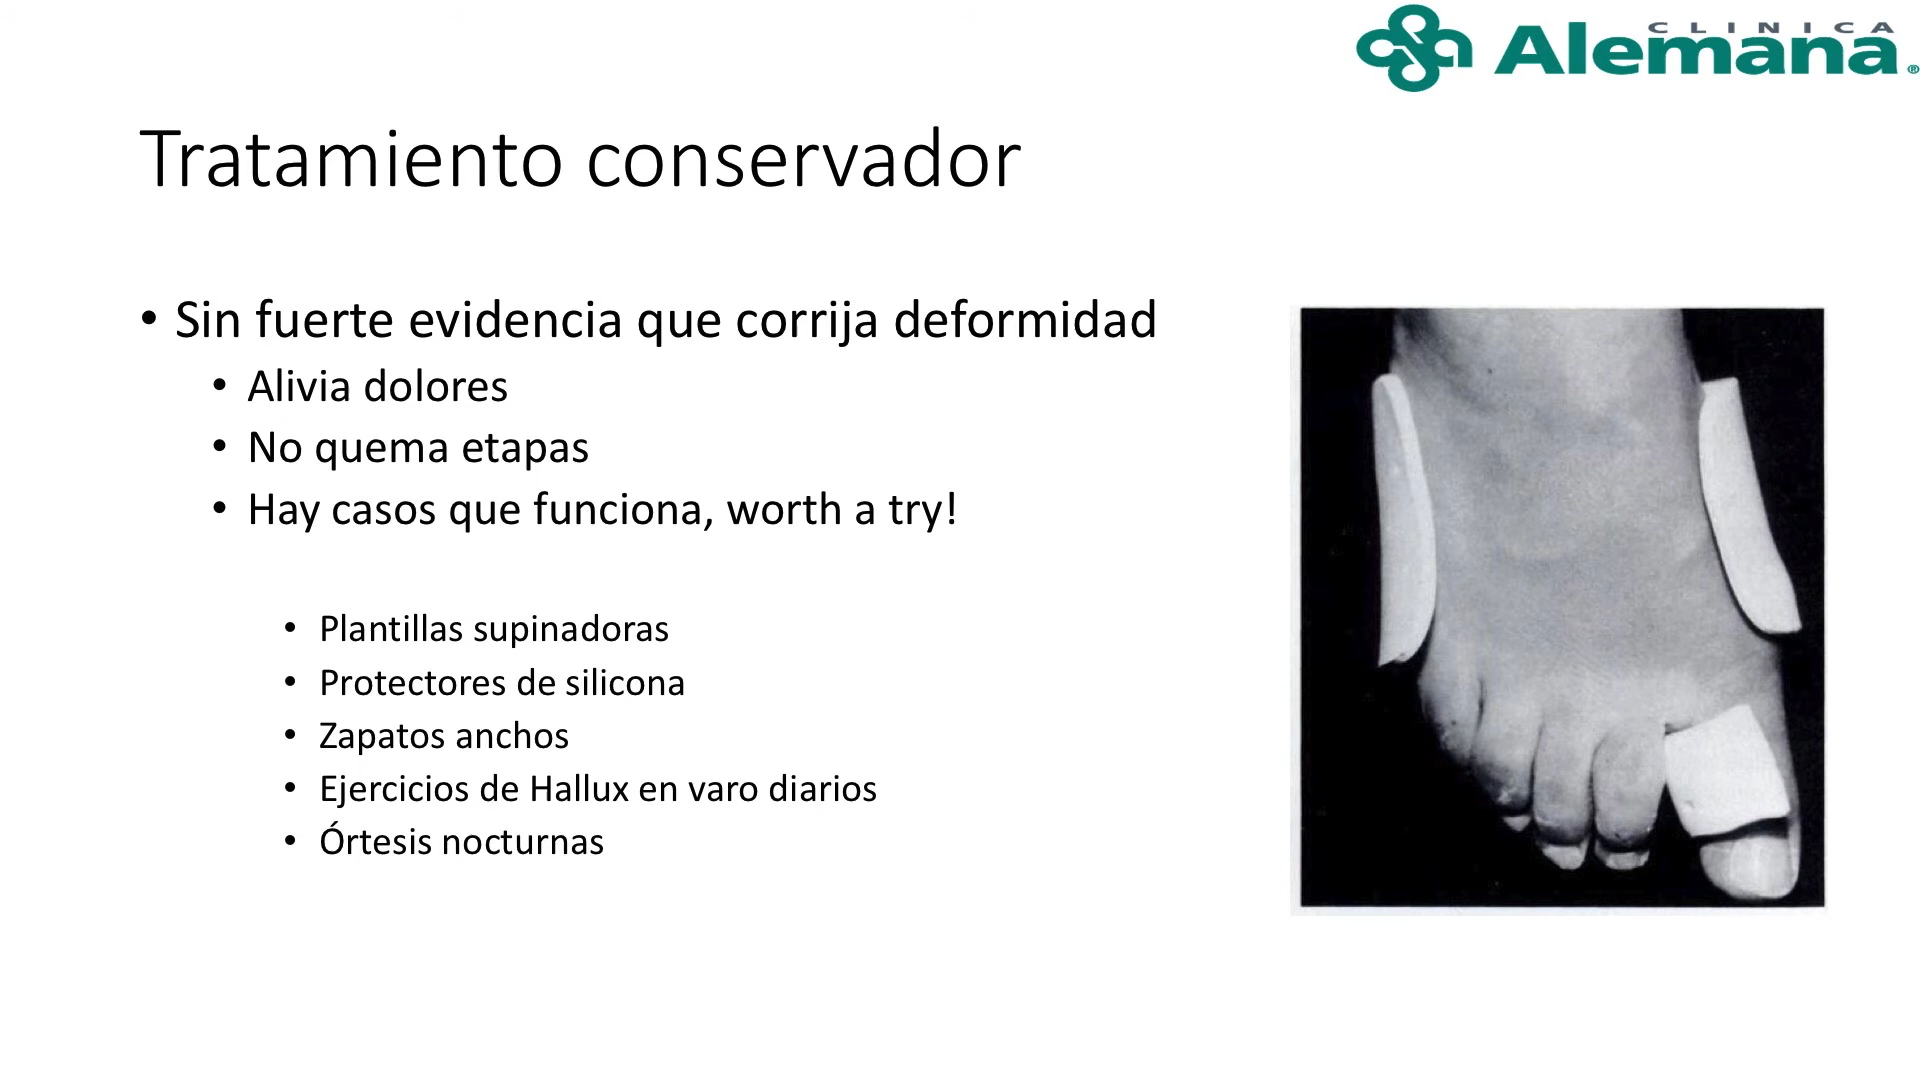 CLINICA
Alemana®
Tratamiento conservador
• Sin fuerte evidencia que corrija deformidad
• Alivia dolores
• No quema etapas
• Hay casos que funciona, worth a try!
• Plantillas supinadoras
• Protectores de silicona
• Zapatos anchos
• Ejercicios de Hallux en varo diarios
• Órtesis nocturnas